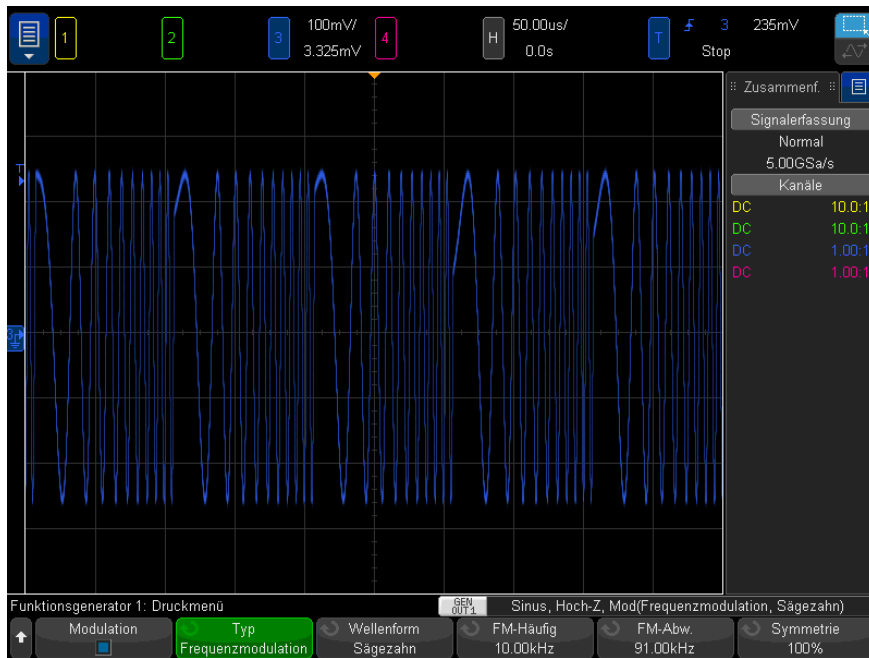 1 2 3 100mV/ 4 H 50.00us/ T 3 235mV
3.325mV 0.0s Stop
Zusammenf.
Signalerfassung
Normal
5.00GSa/s
Kanäle
DC 10.0:1
DC 10.0:1
DC 1.00:1
DC 1.00:1
T
3
Funktionsgenerator 1: Druckmenü GEN OUT1 Sinus, Hoch-Z, Mod(Frequenzmodulation, Sägezahn)
Modulation Typ Wellenform FM-Häufig FM-Abw. Symmetrie
Frequenzmodulation Sägezahn 10.00kHz 91.00kHz 100%